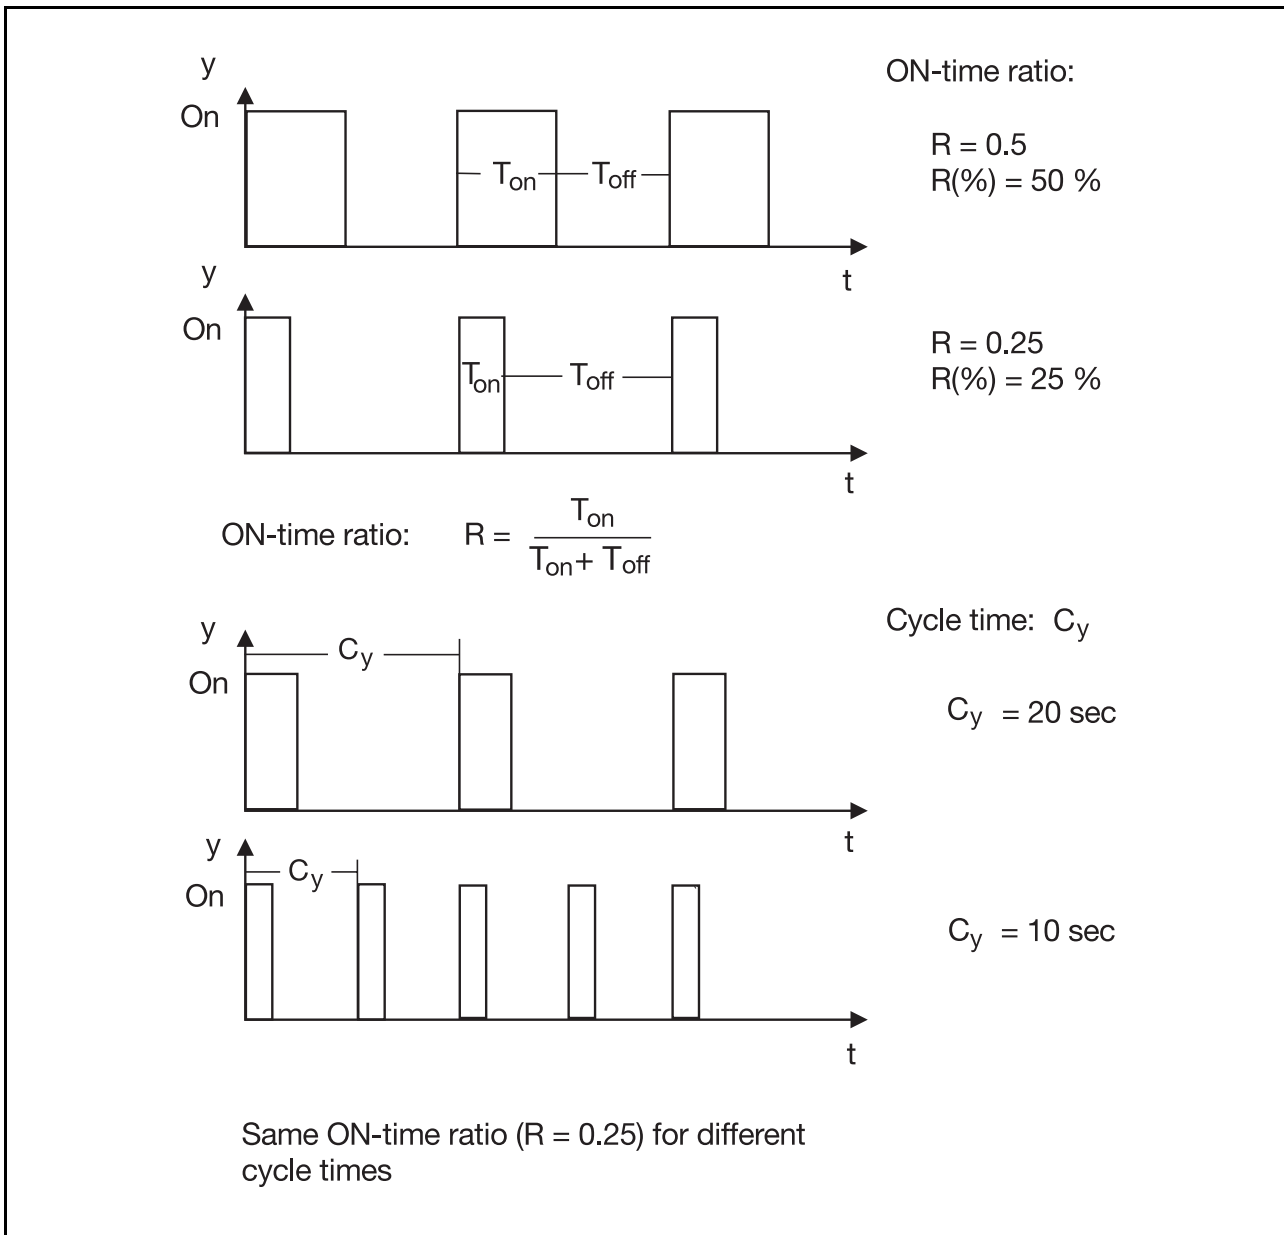 y
On
T_on
T_off
t
ON-time ratio:
R = 0.5
R(%) = 50 %
y
On
T_on
T_off
t
R = 0.25
R(%) = 25 %
ON-time ratio: R = T_on
T_on + T_off
y
On
C_y
t
Cycle time: C_y
C_y = 20 sec
y
On
C_y
t
C_y = 10 sec
Same ON-time ratio (R = 0.25) for different
cycle times